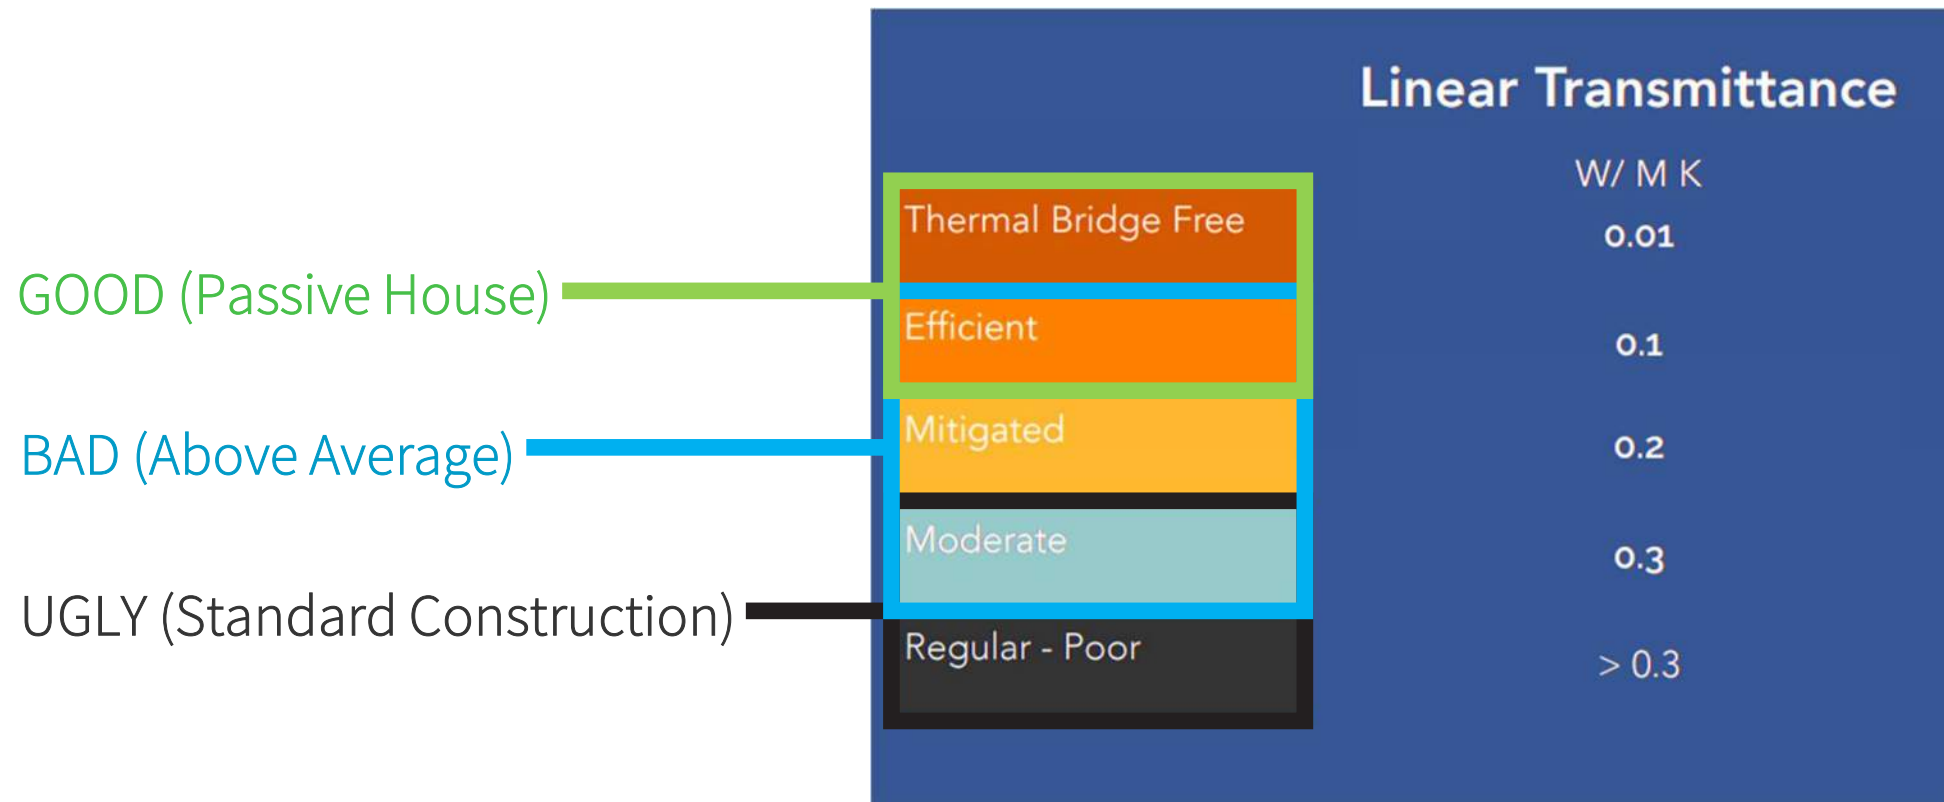 Linear Transmittance
W/ M K
Thermal Bridge Free
0.01
GOOD (Passive House)
Efficient
0.1
Mitigated
0.2
BAD (Above Average)
Moderate
0.3
UGLY (Standard Construction)
Regular - Poor
> 0.3